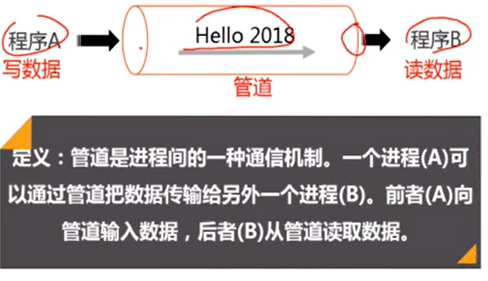 程序A
Hello 2018
程序B
写数据
管道
读数据
定义：管道是进程间的一种通信机制。一个进程(A)可
以通过管道把数据传输给另外一个进程(B)。前者(A)向
管道输入数据，后者(B)从管道读取数据。